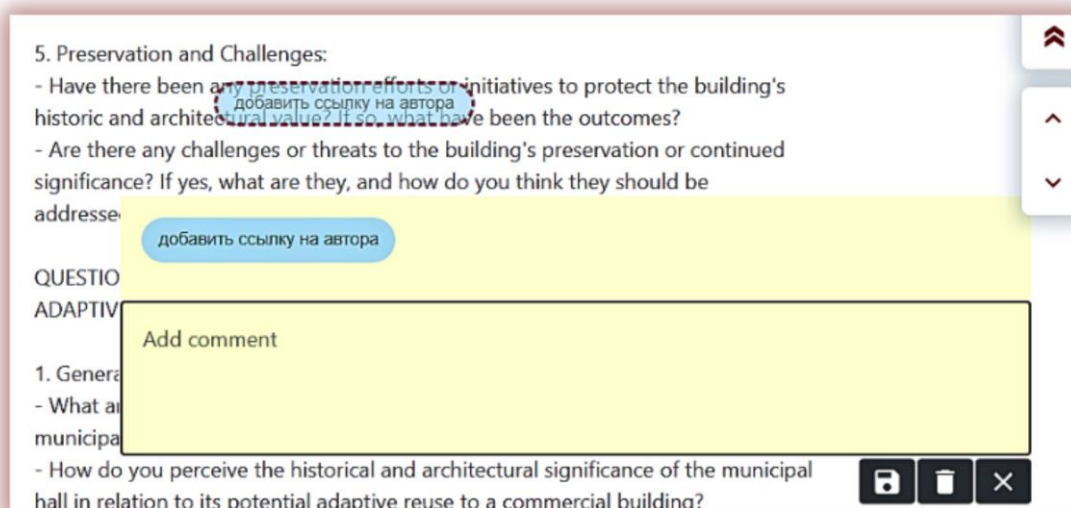 5. Preservation and Challenges:
- Have there been any preservation efforts or initiatives to protect the building's
добавить ссылку на автора
historic and architectural value? If so, what have been the outcomes?
- Are there any challenges or threats to the building's preservation or continued
significance? If yes, what are they, and how do you think they should be
addresse
добавить ссылку на автора
QUESTIO
ADAPTIV
Add comment
1. Genera
- What a
municipa
- How do you perceive the historical and architectural significance of the municipal
hall in relation to its potential adaptive reuse to a commercial building?